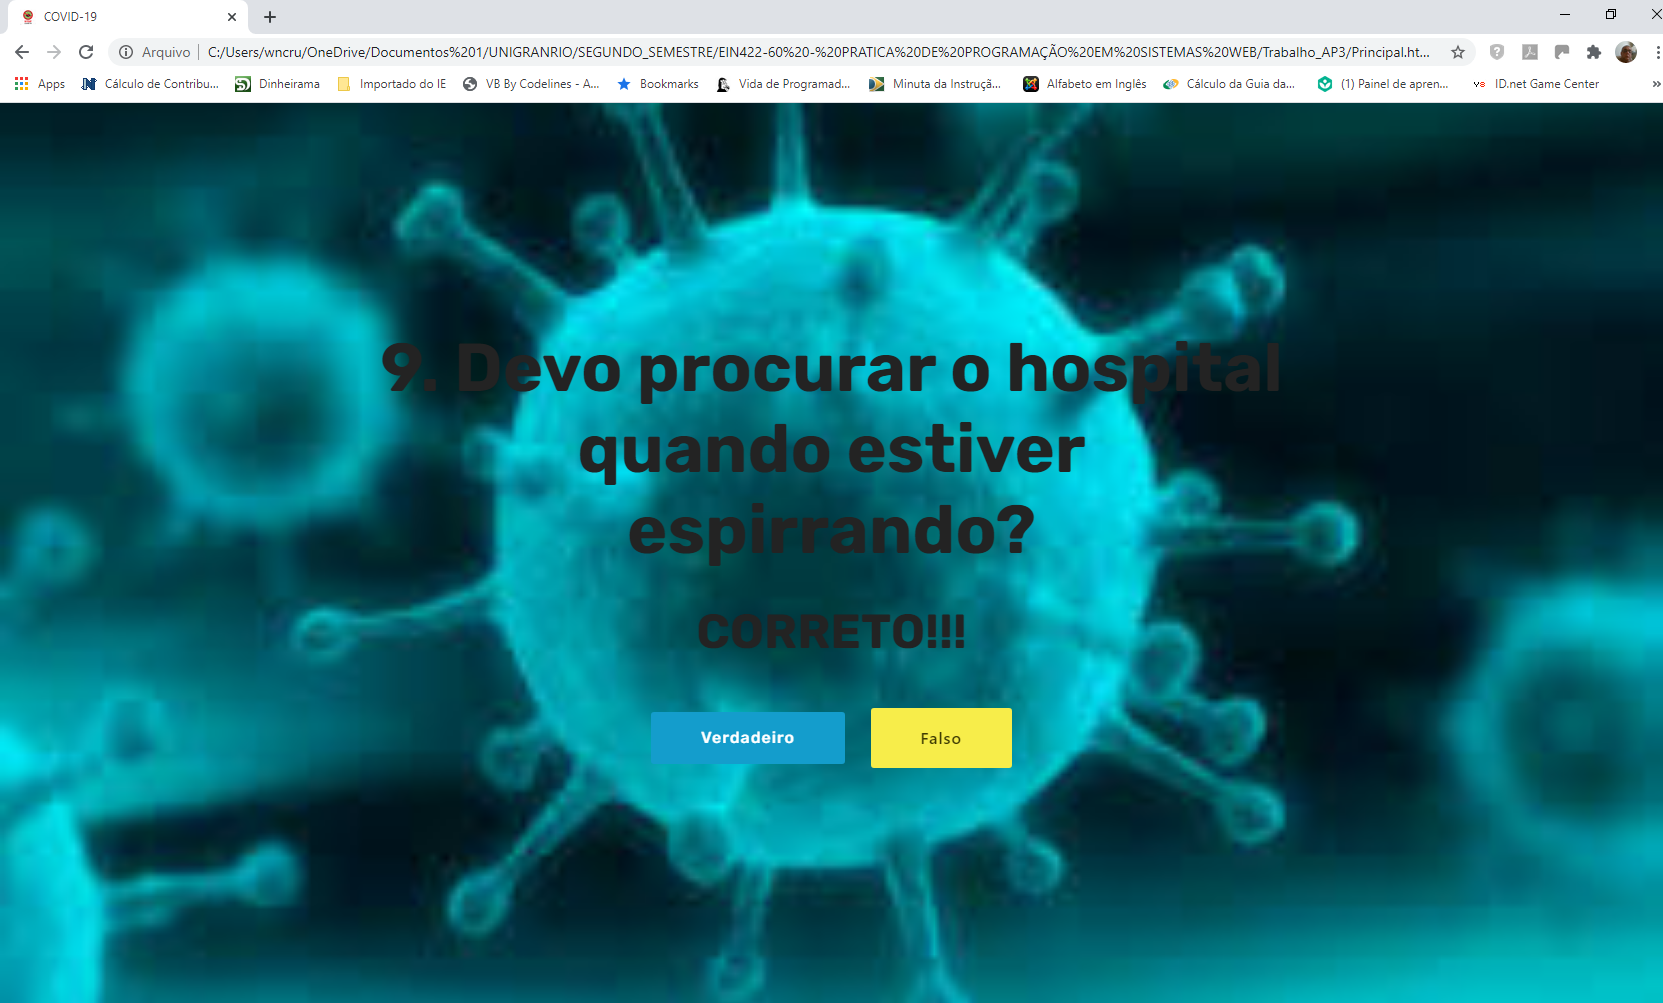 COVID-19
Arquivo C:/Users/wncru/OneDrive/Documentos%201/UNIGRANRIO/SEGUNDO_SEMESTRE/EIN422-60%20-%20PRATICA%20DE%20PROGRAMAÇÃO%20EM%20SISTEMAS%20WEB/Trabalho_AP3/Principal.ht...
Apps Cálculo de Contribu... Dinheirama Importado do IE VB By Codelines - A... Bookmarks Vida de Programad... Minuta da Instruçã... Alfabeto em Inglês Cálculo da Guia da... (1) Painel de apren... ID.net Game Center »
9. Devo procurar o hospital
quando estiver
espirrando?
CORRETO!!!
Verdadeiro Falso